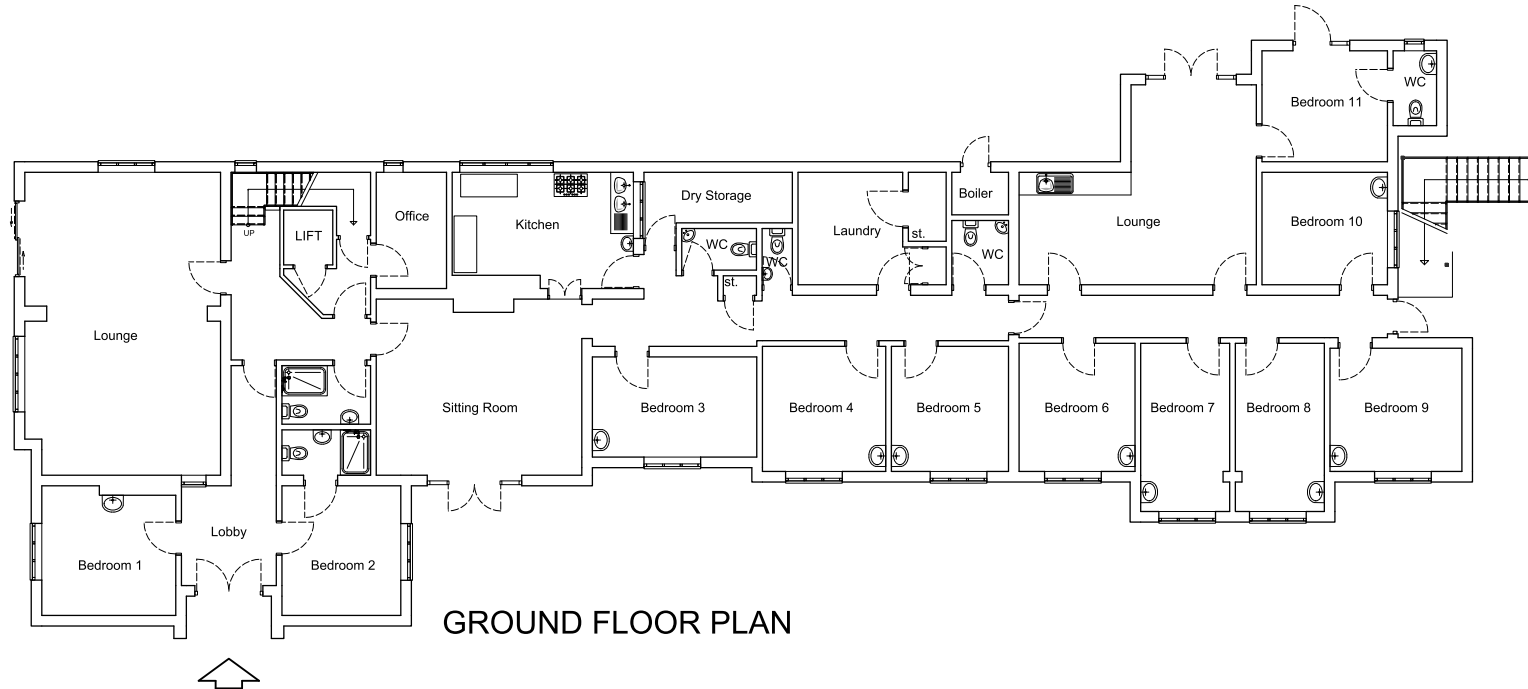 WC
Bedroom 11
Boiler
Dry Storage
Office
Kitchen
Lounge
Bedroom 10
LIFT
UP
Laundry
st.
WC
WC
WC
st.
Lounge
Sitting Room
Bedroom 3
Bedroom 4
Bedroom 5
Bedroom 6
Bedroom 7
Bedroom 8
Bedroom 9
Lobby
Bedroom 1
Bedroom 2
GROUND FLOOR PLAN